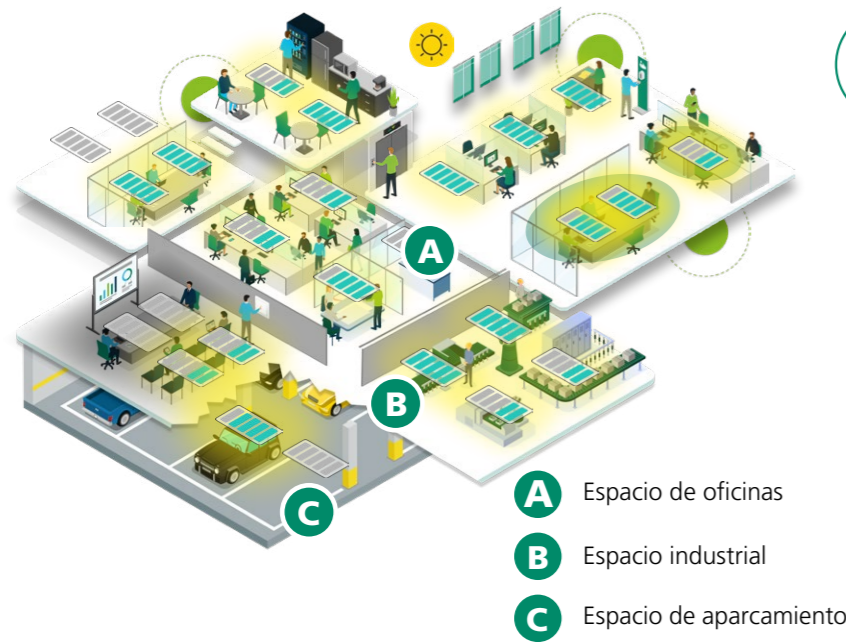 A
B
C
A Espacio de oficinas
B Espacio industrial
C Espacio de aparcamiento